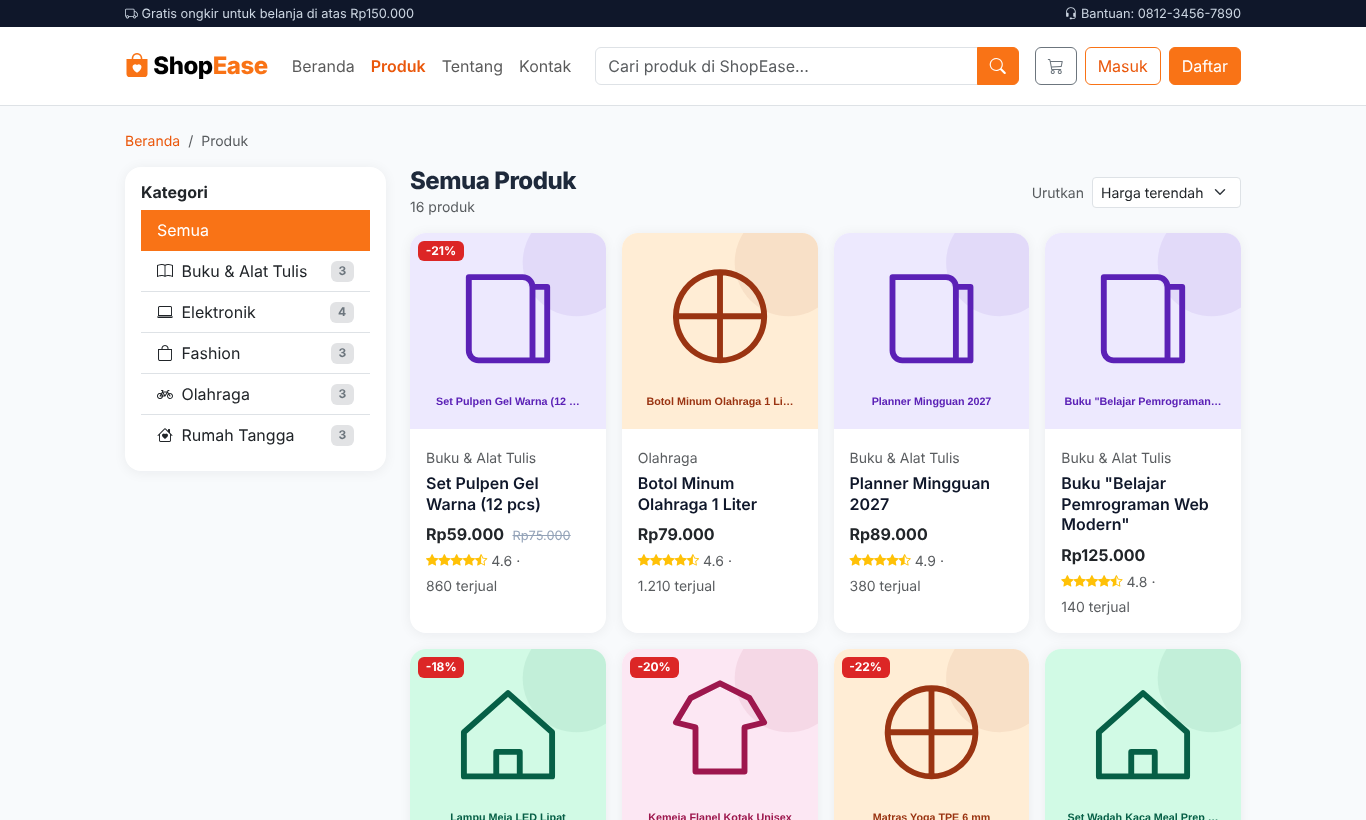 Gratis ongkir untuk belanja di atas Rp150.000
Bantuan: 0812-3456-7890
ShopEase
Beranda
Produk
Tentang
Kontak
Cari produk di ShopEase...
Masuk
Daftar
Beranda / Produk
Kategori
Semua
Buku & Alat Tulis 3
Elektronik 4
Fashion 3
Olahraga 3
Rumah Tangga 3
Semua Produk
16 produk
Urutkan
Harga terendah
-21%
Set Pulpen Gel Warna (12 ...
Buku & Alat Tulis
Set Pulpen Gel
Warna (12 pcs)
Rp59.000 Rp75.000
4.6 ·
860 terjual
Botol Minum Olahraga 1 Li...
Olahraga
Botol Minum
Olahraga 1 Liter
Rp79.000
4.6 ·
1.210 terjual
Planner Mingguan 2027
Buku & Alat Tulis
Planner Mingguan
2027
Rp89.000
4.9 ·
380 terjual
Buku "Belajar Pemrograman...
Buku & Alat Tulis
Buku "Belajar
Pemrograman Web
Modern"
Rp125.000
4.8 ·
140 terjual
-18%
Lampu Meja LED Lipat
-20%
Kemeja Flanel Kotak Unisex
-22%
Matras Yoga TPE 6 mm
Set Wadah Kaca Meal Prep ...